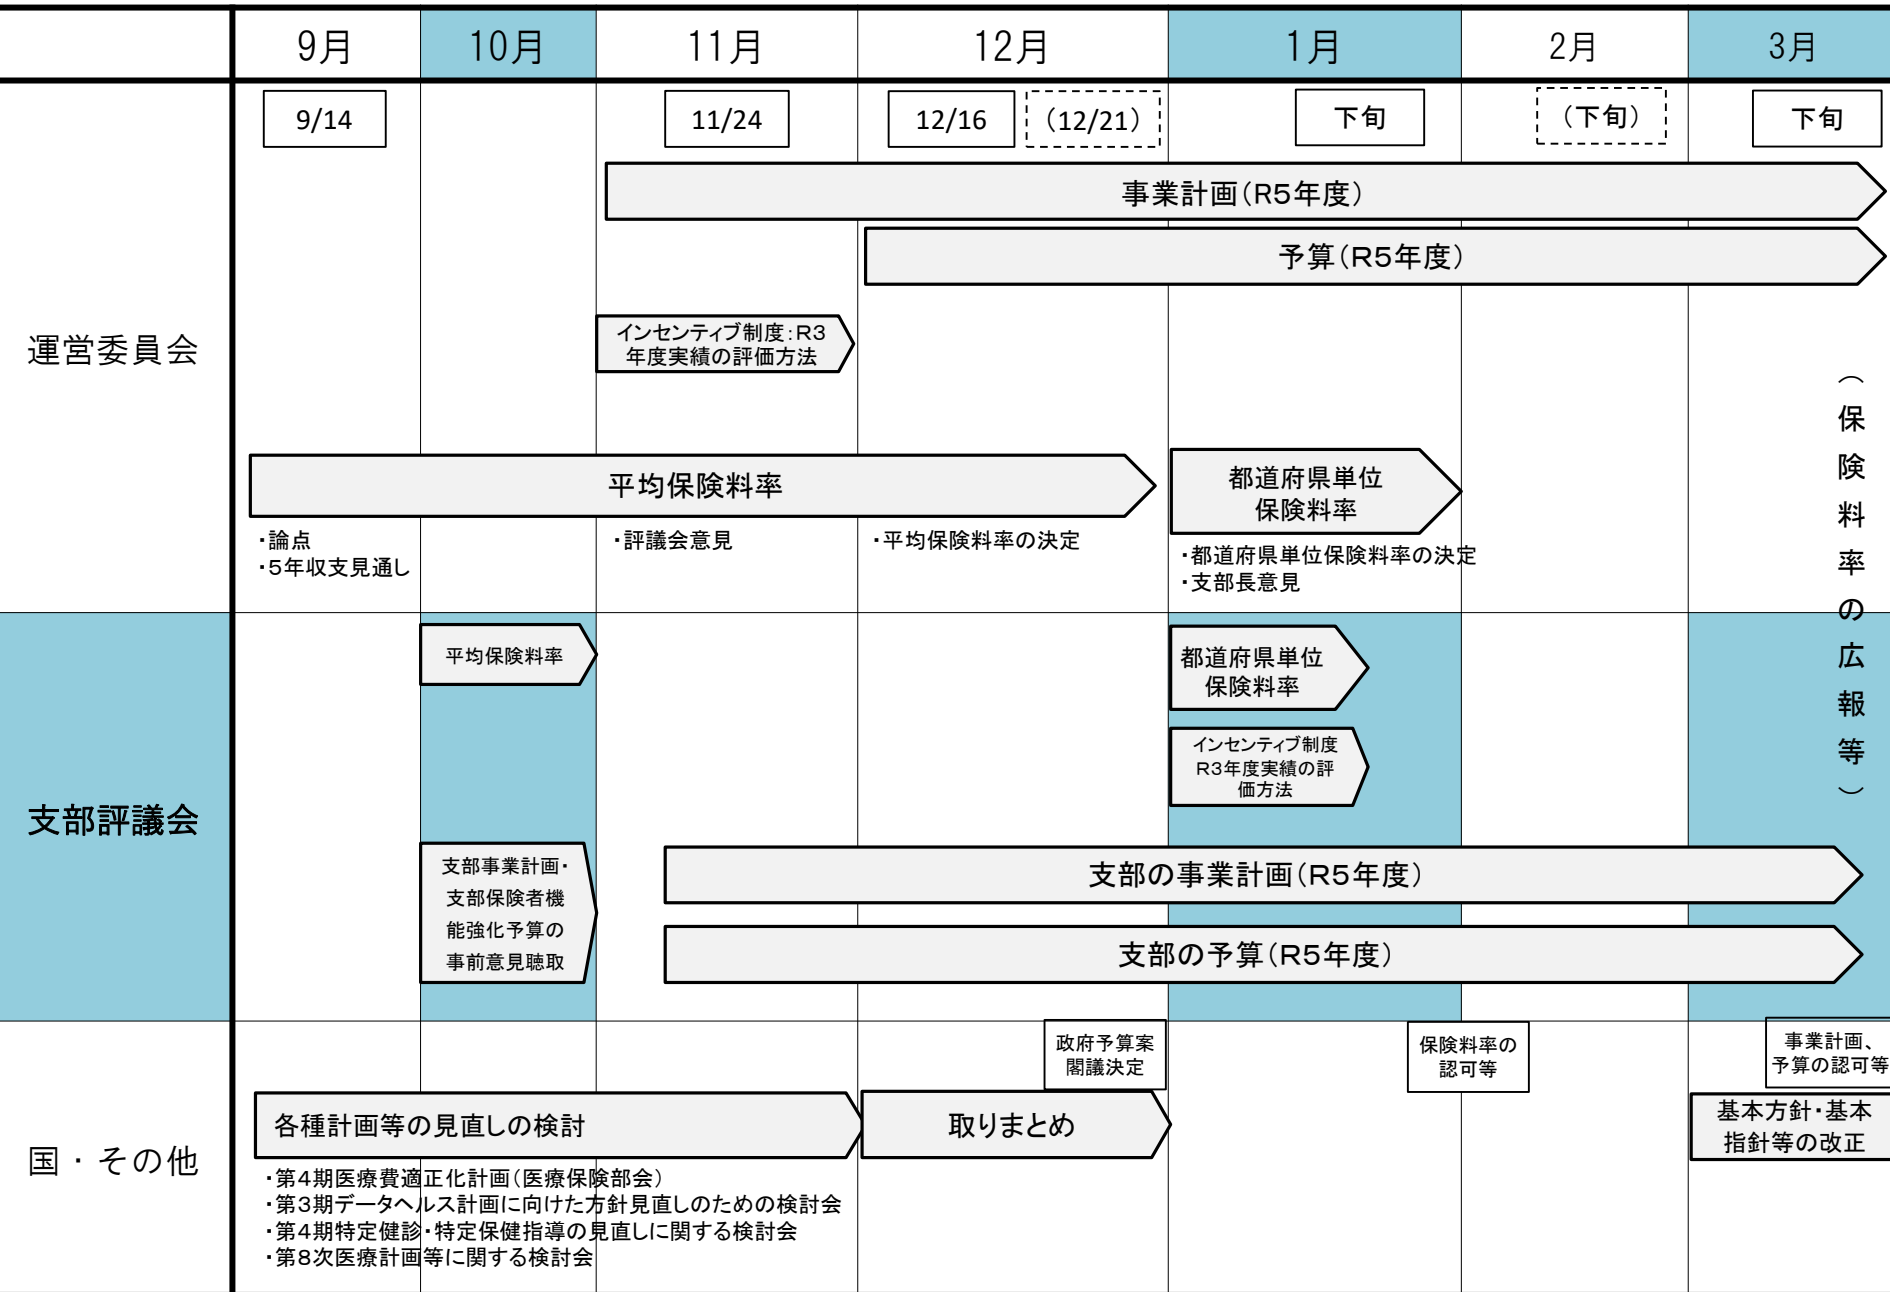 9月
10月
11月
12月
1月
2月
3月
運営委員会
9/14
11/24
12/16
（12/21）
下旬
（下旬）
下旬
事業計画（R5年度）
予算（R5年度）
インセンティブ制度：R3
年度実績の評価方法
平均保険料率
・論点
・5年収支見通し
・評議会意見
・平均保険料率の決定
都道府県単位
保険料率
・都道府県単位保険料率の決定
・支部長意見
（保険料率の広報等）
支部評議会
平均保険料率
都道府県単位
保険料率
インセンティブ制度
R3年度実績の評
価方法
支部事業計画・
支部保険者機
能強化予算の
事前意見聴取
支部の事業計画（R5年度）
支部の予算（R5年度）
国・その他
政府予算案
閣議決定
保険料率の
認可等
事業計画、
予算の認可等
各種計画等の見直しの検討
取りまとめ
基本方針・基本
指針等の改正
・第4期医療費適正化計画（医療保険部会）
・第3期データヘルス計画に向けた方針見直しのための検討会
・第4期特定健診・特定保健指導の見直しに関する検討会
・第8次医療計画等に関する検討会